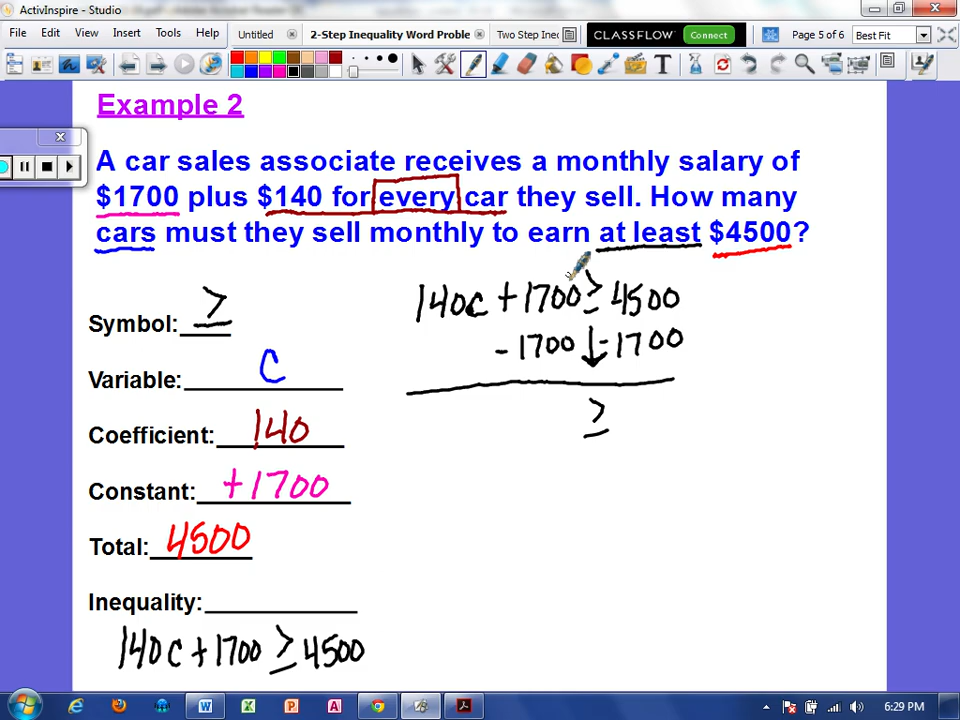 ActivInspire - Studio
File Edit View Insert Tools Help Untitled 2-Step Inequality Word Proble Two Step Ineq CLASSFLOW Connect Page 5 of 6 Best Fit
Example 2
A car sales associate receives a monthly salary of
$1700 plus $140 for every car they sell. How many
cars must they sell monthly to earn at least $4500?
140c + 1700 ≥ 4500
- 1700 ↓ - 1700
≥
Symbol: ≥
Variable: C
Coefficient: 140
Constant: +1700
Total: 4500
Inequality:
140c + 1700 ≥ 4500
6:29 PM